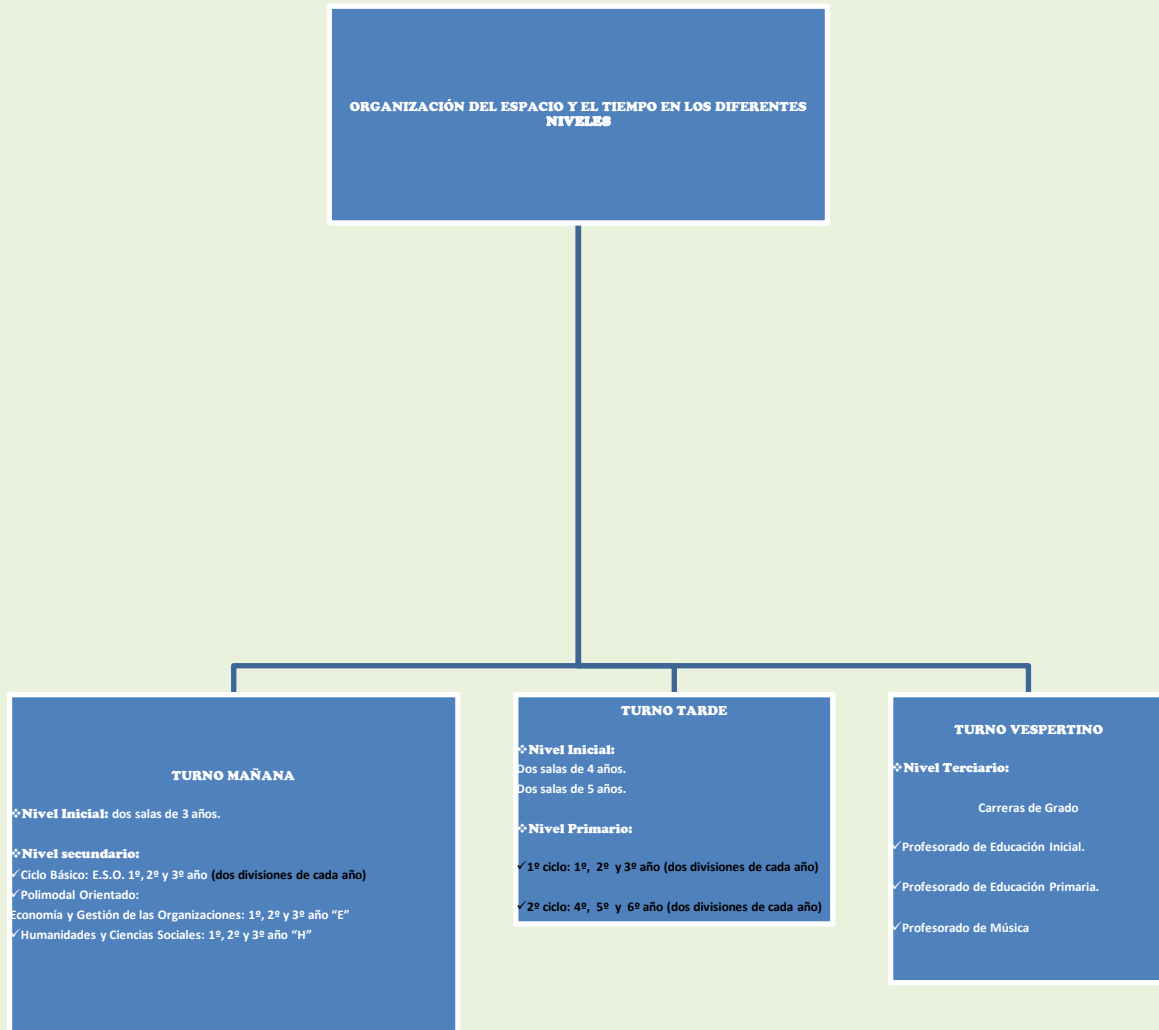 ORGANIZACIÓN DEL ESPACIO Y EL TIEMPO EN LOS DIFERENTES
NIVELES
TURNO MAÑANA
❖Nivel Inicial: dos salas de 3 años.
❖Nivel secundario:
✓Ciclo Básico: E.S.O. 1º, 2º y 3º año (dos divisiones de cada año)
✓Polimodal Orientado:
Economía y Gestión de las Organizaciones: 1º, 2º y 3º año “E”
✓Humanidades y Ciencias Sociales: 1º, 2º y 3º año “H”
TURNO TARDE
❖Nivel Inicial:
Dos salas de 4 años.
Dos salas de 5 años.
❖Nivel Primario:
✓1º ciclo: 1º, 2º y 3º año (dos divisiones de cada año)
✓2º ciclo: 4º, 5º y 6º año (dos divisiones de cada año)
TURNO VESPERTINO
❖Nivel Terciario:
Carreras de Grado
✓Profesorado de Educación Inicial.
✓Profesorado de Educación Primaria.
✓Profesorado de Música